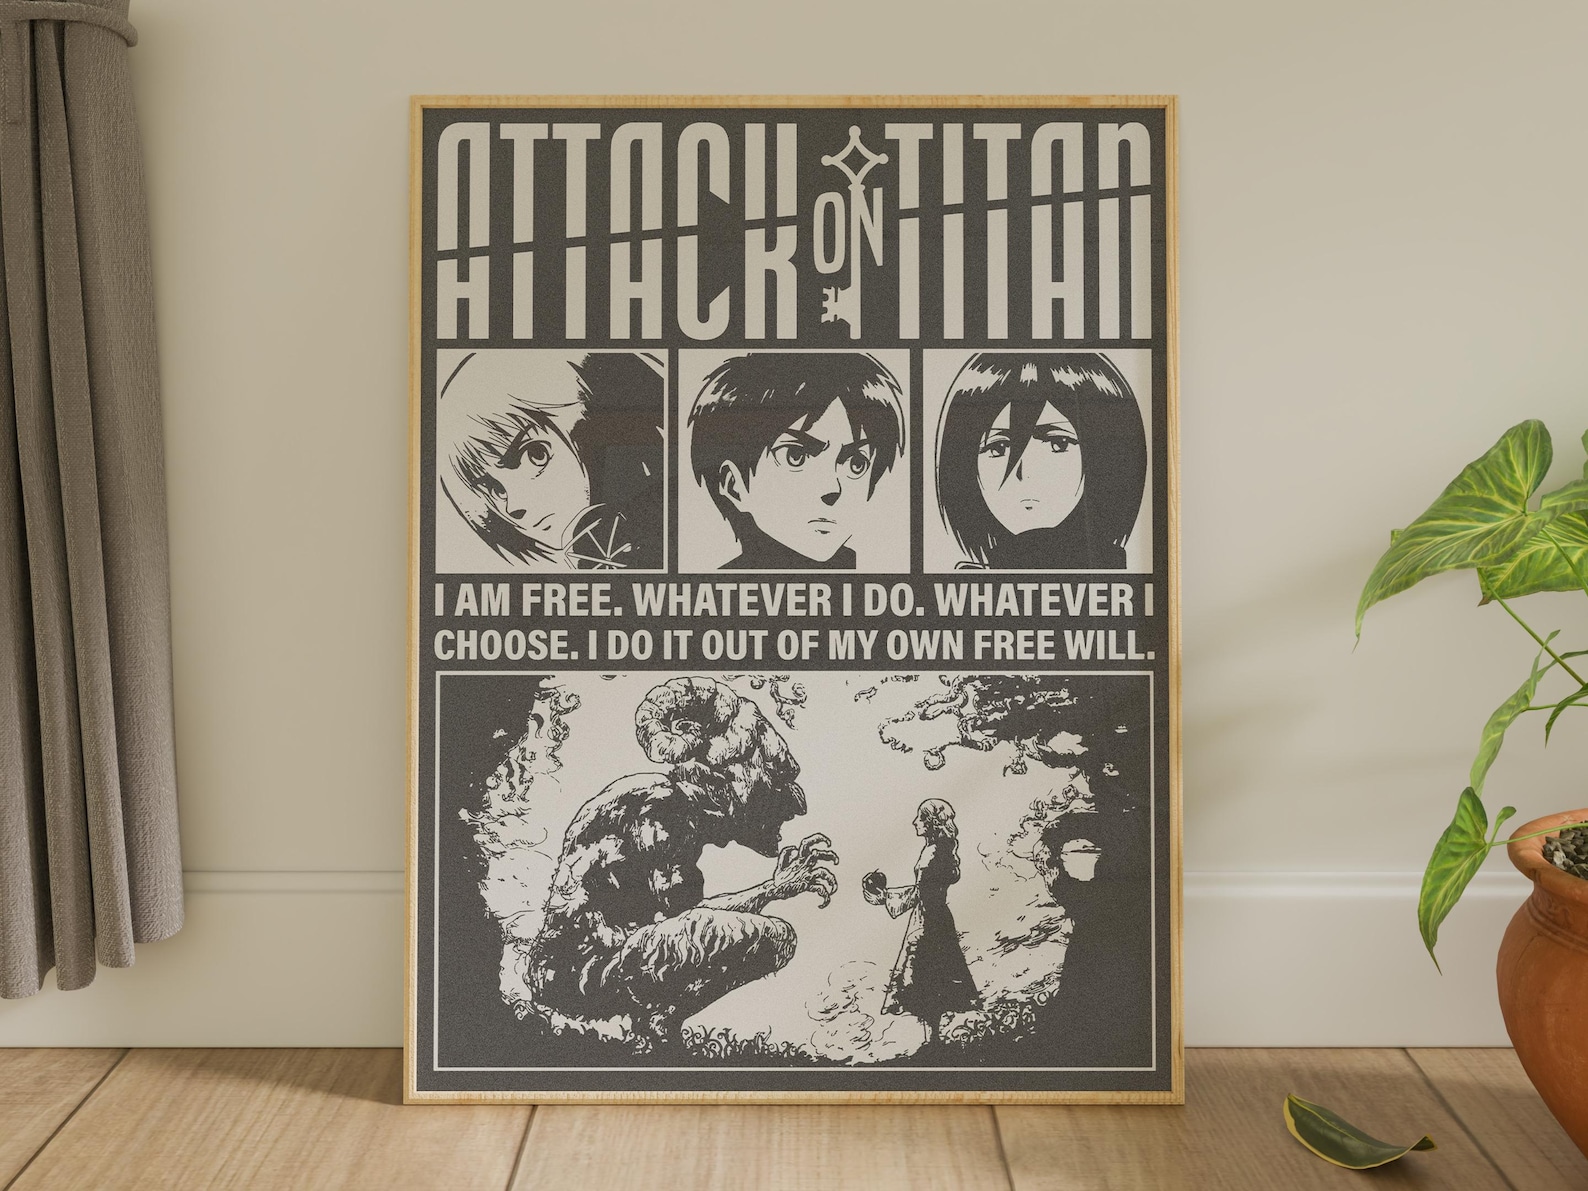 ATTACK ON TITAN
I AM FREE. WHATEVER I DO. WHATEVER I
CHOOSE. I DO IT OUT OF MY OWN FREE WILL.